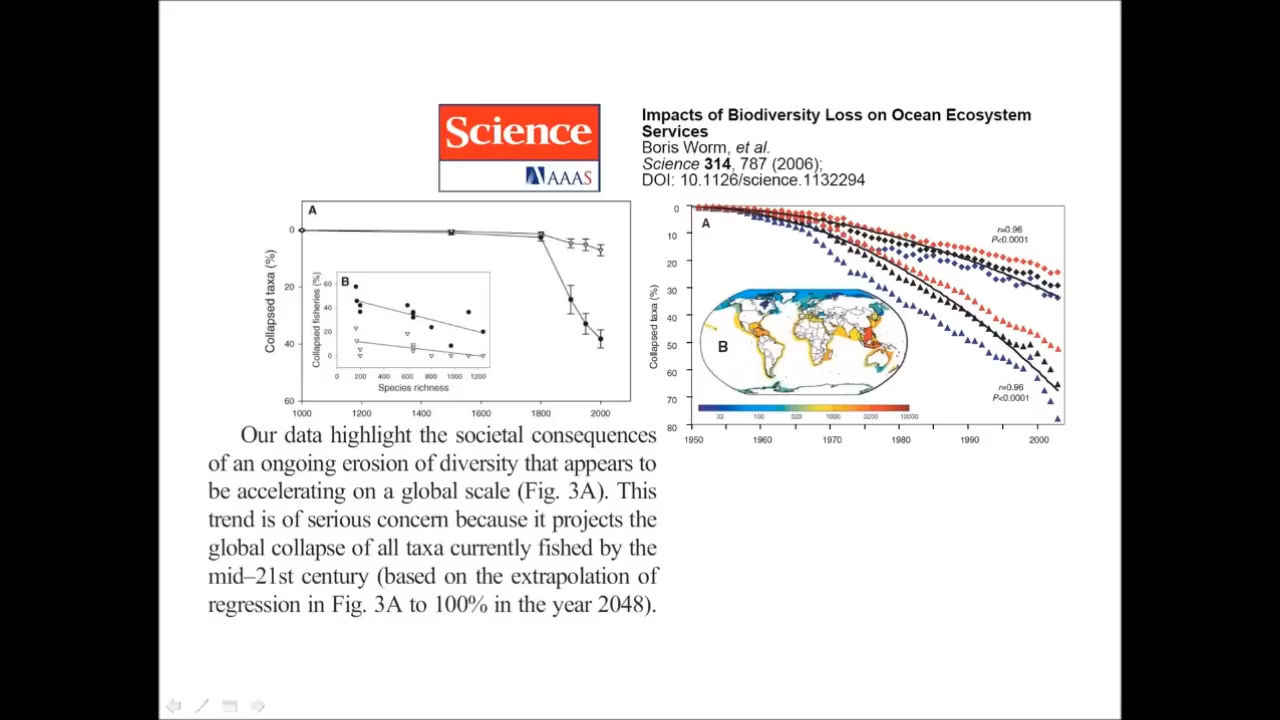 Science
AAAS
Impacts of Biodiversity Loss on Ocean Ecosystem
Services
Boris Worm, et al.
Science 314, 787 (2006);
DOI: 10.1126/science.1132294
A
0
20
40
60
Collapsed taxa (%)
1000
1200
1400
1600
1800
2000
B
60
40
20
0
Collapsed fisheries (%)
0
200
400
600
800
1000
1200
Species richness
A
0
10
20
30
40
50
60
70
80
Collapsed taxa (%)
r=0.96
P<0.0001
B
32
100
320
1000
3200
10000
r=0.96
P<0.0001
1950
1960
1970
1980
1990
2000
Our data highlight the societal consequences
of an ongoing erosion of diversity that appears to
be accelerating on a global scale (Fig. 3A). This
trend is of serious concern because it projects the
global collapse of all taxa currently fished by the
mid–21st century (based on the extrapolation of
regression in Fig. 3A to 100% in the year 2048).